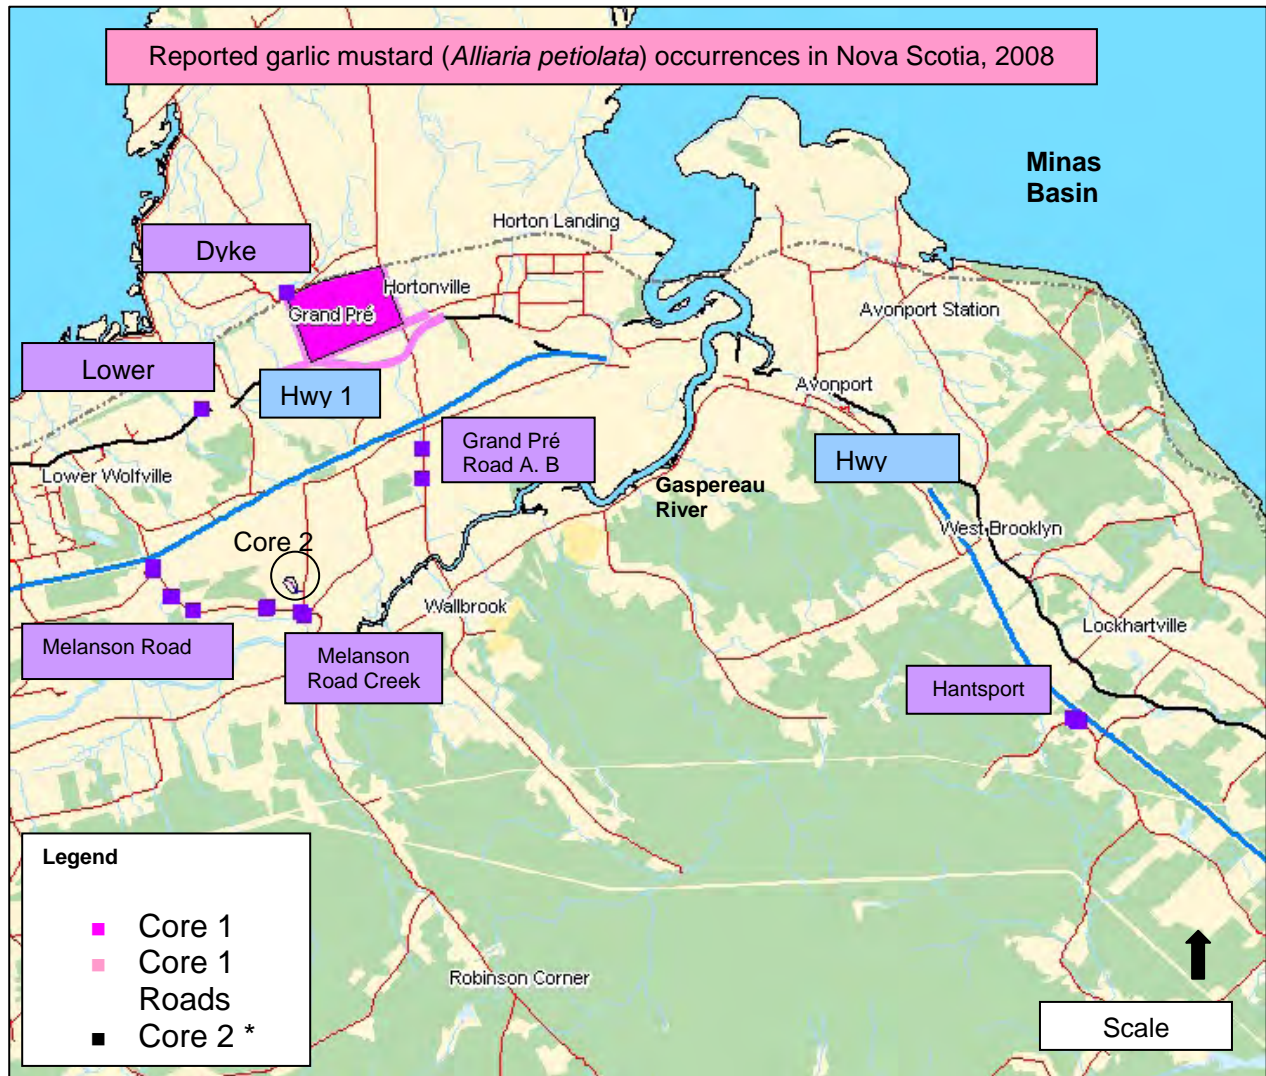 Reported garlic mustard (Alliaria petiolata) occurrences in Nova Scotia, 2008
Minas
Basin
Horton Landing
Dyke
Hortonville
Grand Pré
Avonport Station
Lower
Hwy 1
Avonport
Grand Pré
Road A. B
Hwy
Lower Wolfville
Gaspereau
River
West Brooklyn
Core 2
Wallbrook
Lockhartville
Melanson Road
Melanson
Road Creek
Hantsport
Legend
Core 1
Core 1
Roads
Core 2 *
Robinson Corner
Scale